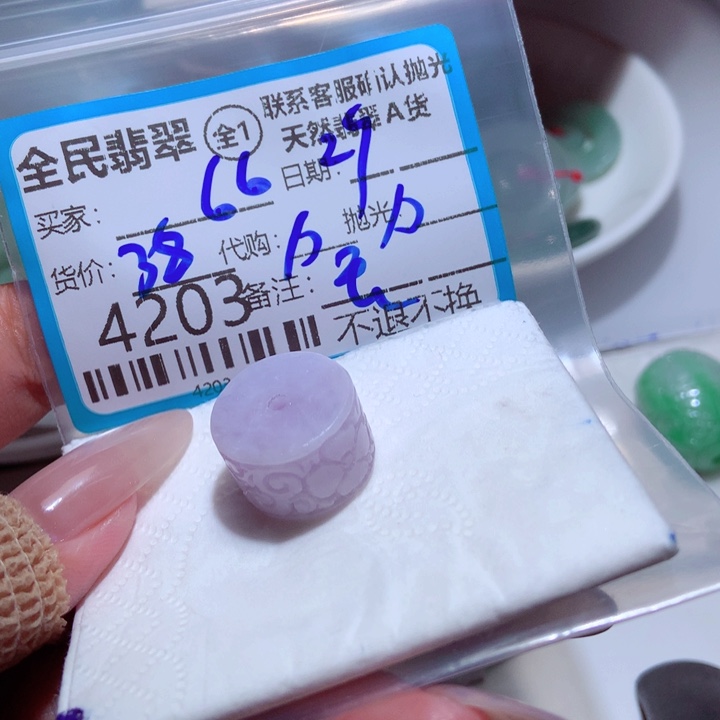 全民翡翠 全1 联系客服确认抛光
天然翡翠A货
买家: 66 日期: 29
货价: 38 代购: 6 抛光: 6
4203 备注:
不退不换